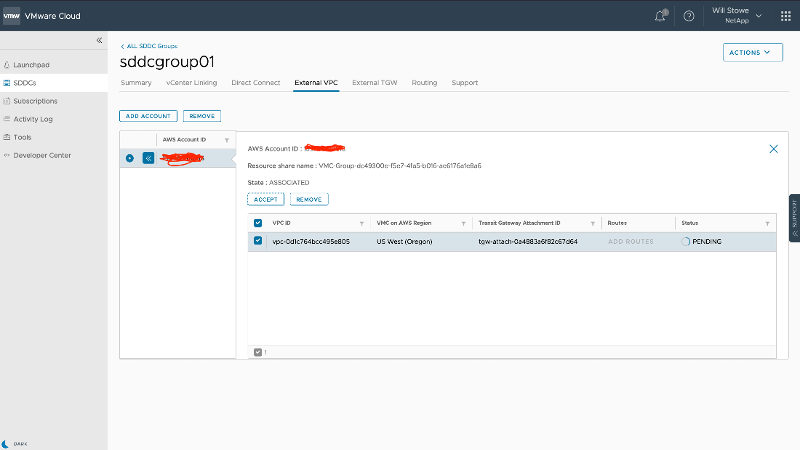 vmw VMware Cloud
Will Stowe
NetApp
Launchpad
SDDCs
Subscriptions
Activity Log
Tools
Developer Center
DARK
ALL SDDC Groups
sddcgroup01
ACTIONS
Summary vCenter Linking Direct Connect External VPC External TGW Routing Support
ADD ACCOUNT REMOVE
AWS Account ID
AWS Account ID :
Resource share name : VMC-Group-dc49300c-f5c7-4fa5-b016-ac6176a1e8a6
State : ASSOCIATED
ACCEPT REMOVE
VPC ID VMC on AWS Region Transit Gateway Attachment ID Routes Status
vpc-0d1c764bcc495e805 US West (Oregon) tgw-attach-0a4883a6f82c67d64 ADD ROUTES PENDING
1
SUPPORT